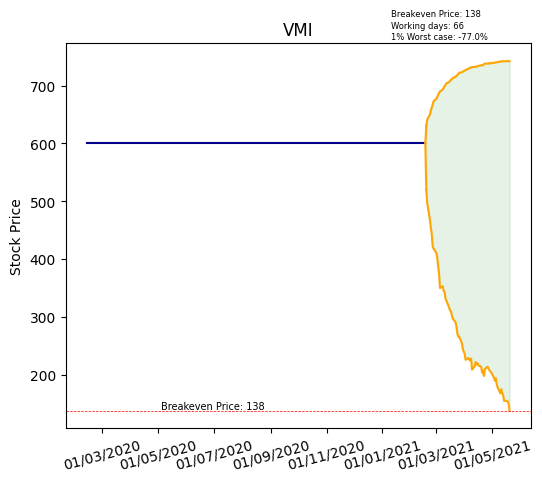 Breakeven Price: 138
Working days: 66
1% Worst case: -77.0%
VMI
Stock Price
700
600
500
400
300
200
Breakeven Price: 138
01/03/2020 01/05/2020 01/07/2020 01/09/2020 01/11/2020 01/01/2021 01/03/2021 01/05/2021